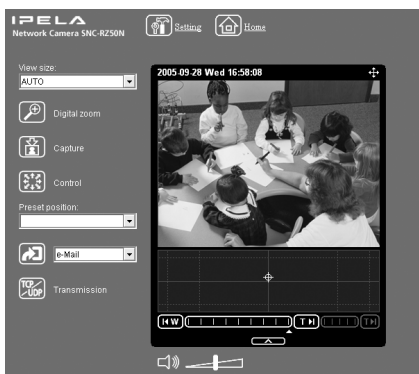 IPELA
Network Camera SNC-RZ50N
Setting
Home
View size:
AUTO
Digital zoom
Capture
Control
Preset position:
e-Mail
TCP/UDP
Transmission
2005-09-28 Wed 16:58:08
W
T
T